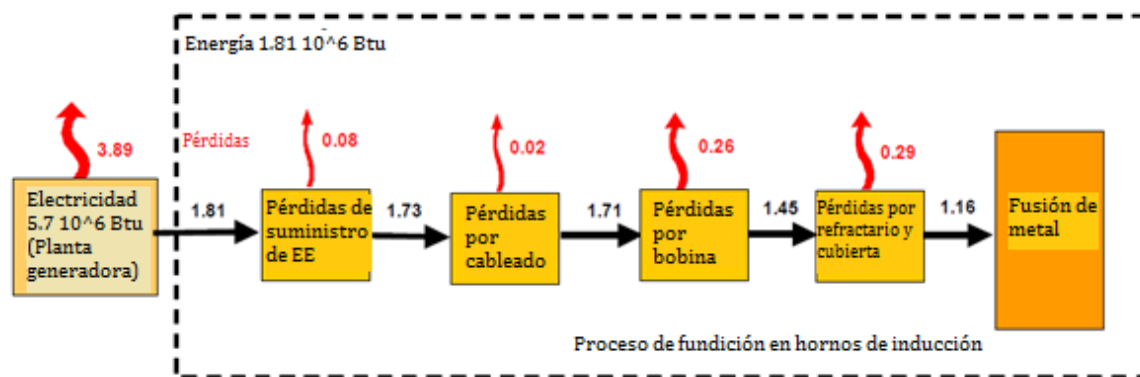 Energía 1.81 10^6 Btu
Pérdidas
3.89
0.08
0.02
0.26
0.29
Electricidad
5.7 10^6 Btu
(Planta
generadora)
1.81
Pérdidas de
suministro
de EE
1.73
Pérdidas
por
cableado
1.71
Pérdidas
por
bobina
1.45
Pérdidas por
refractario y
cubierta
1.16
Fusión de
metal
Proceso de fundición en hornos de inducción